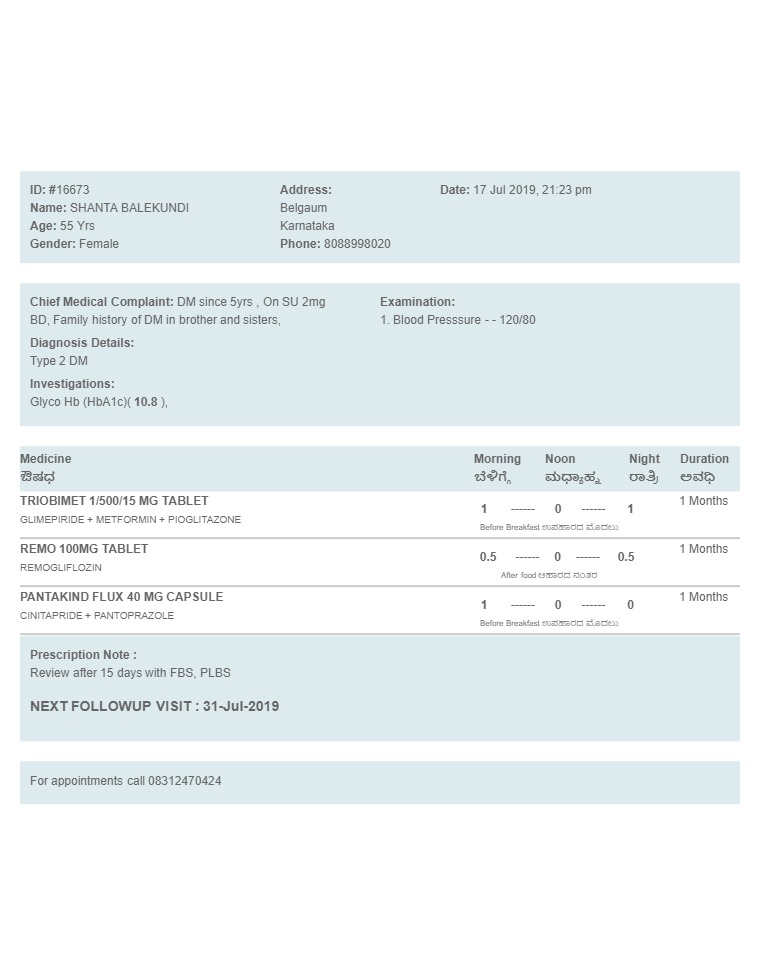 ID: #16673
Name: SHANTA BALEKUNDI
Age: 55 Yrs
Gender: Female
Address:
Belgaum
Karnataka
Phone: 8088998020
Date: 17 Jul 2019, 21:23 pm
Chief Medical Complaint: DM since 5yrs , On SU 2mg
BD, Family history of DM in brother and sisters,
Diagnosis Details:
Type 2 DM
Investigations:
Glyco Hb (HbA1c)( 10.8 ),
Examination:
1. Blood Presssure - - 120/80
Medicine Morning Noon Night Duration
ಔಷಧ ಬೆಳಿಗ್ಗೆ ಮಧ್ಯಾಹ್ನ ರಾತ್ರಿ ಅವಧಿ
TRIOBIMET 1/500/15 MG TABLET 1 ------ 0 ------ 1 1 Months
GLIMEPIRIDE + METFORMIN + PIOGLITAZONE
Before Breakfast ಉಪಹಾರದ ಮೊದಲು
REMO 100MG TABLET 0.5 ------ 0 ------ 0.5 1 Months
REMOGLIFLOZIN
After food ಆಹಾರದ ನಂತರ
PANTAKIND FLUX 40 MG CAPSULE 1 ------ 0 ------ 0 1 Months
CINITAPRIDE + PANTOPRAZOLE
Before Breakfast ಉಪಹಾರದ ಮೊದಲು
Prescription Note :
Review after 15 days with FBS, PLBS
NEXT FOLLOWUP VISIT : 31-Jul-2019
For appointments call 08312470424